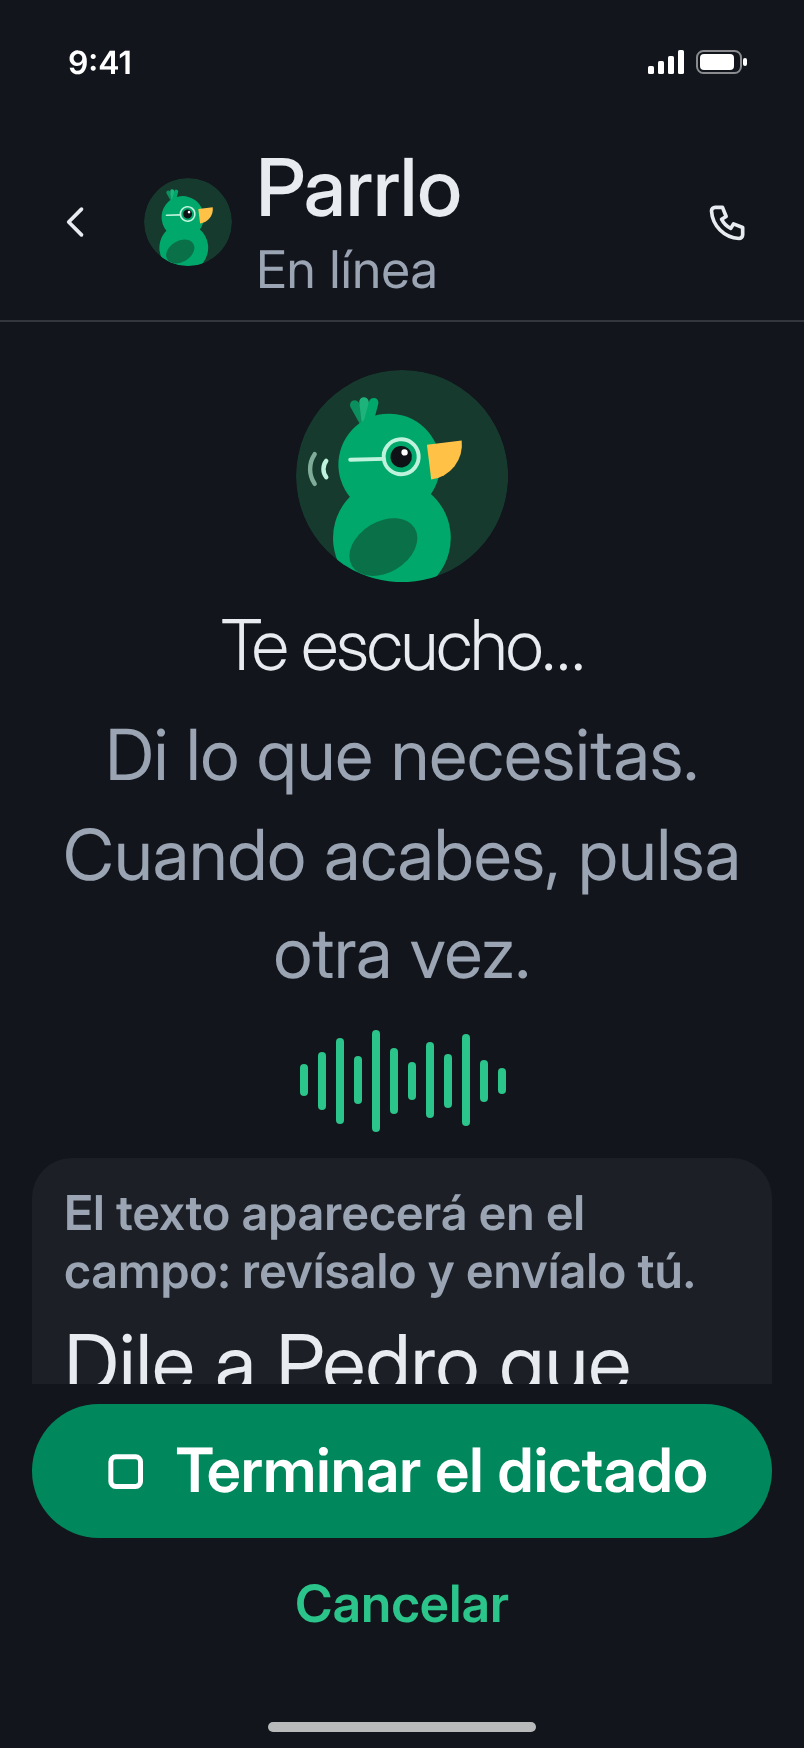 9:41
Parrlo
En línea
Te escucho...
Di lo que necesitas.
Cuando acabes, pulsa
otra vez.
El texto aparecerá en el
campo: revísalo y envíalo tú.
Dile a Pedro que
Terminar el dictado
Cancelar